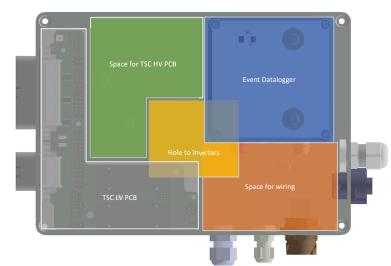 Space for TSC HV PCB
Event Datalogger
Hole to Inverters
Space for wiring
TSC LV PCB